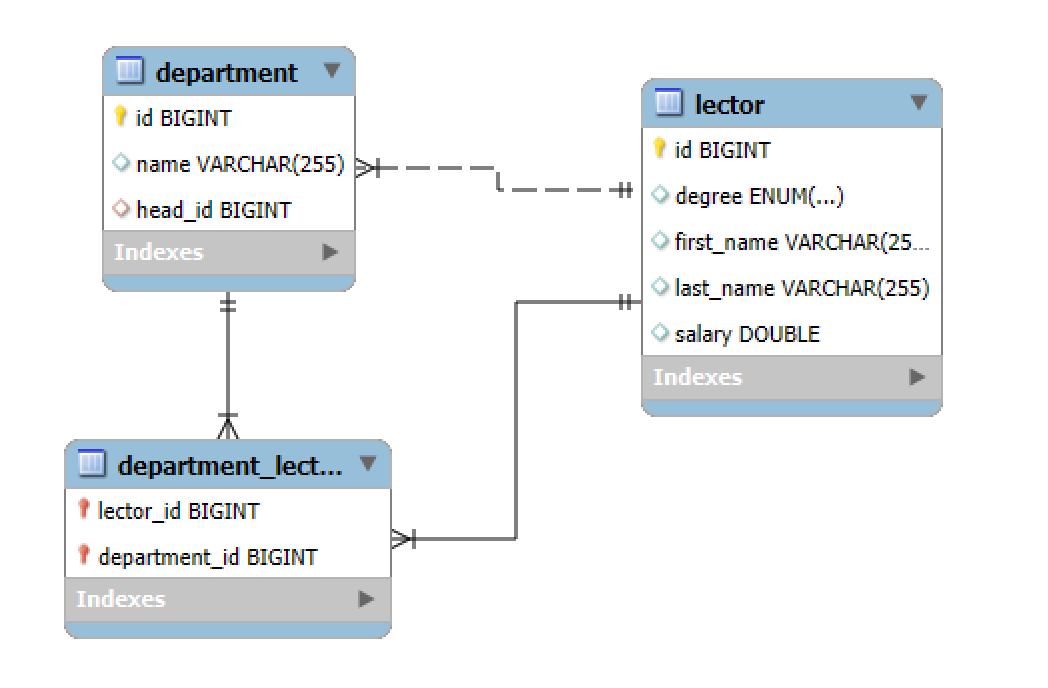 department
id BIGINT
name VARCHAR(255)
head_id BIGINT
Indexes
lector
id BIGINT
degree ENUM(...)
first_name VARCHAR(25...
last_name VARCHAR(255)
salary DOUBLE
Indexes
department_lect...
lector_id BIGINT
department_id BIGINT
Indexes